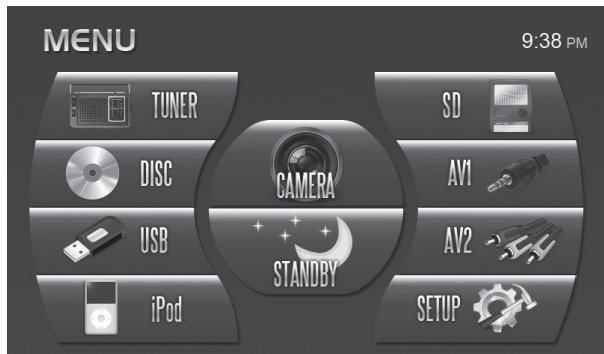 MENU
9:38 PM
TUNER
DISC
USB
iPod
CAMERA
STANDBY
SD
AV1
AV2
SETUP